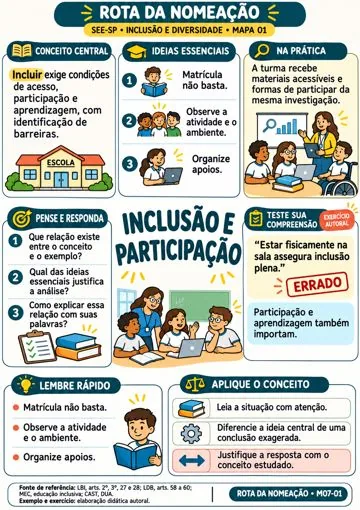 ROTA DA NOMEAÇÃO
SEE-SP • INCLUSÃO E DIVERSIDADE • MAPA 01
CONCEITO CENTRAL
Incluir exige condições
de acesso,
participação e
aprendizagem, com
identificação de
barreiras.
ESCOLA
IDEIAS ESSENCIAIS
1
Matrícula
não basta.
2
Observe a
atividade e o
ambiente.
3
Organize
apoios.
NA PRÁTICA
A turma recebe
materiais acessíveis e
formas de participar da
mesma investigação.
PENSE E RESPONDA
1
Que relação existe
entre o conceito
e o exemplo?
2
Qual das ideias
essenciais justifica
a análise?
3
Como explicar essa
relação com suas
palavras?
INCLUSÃO E
PARTICIPAÇÃO
TESTE SUA
COMPREENSÃO
EXERCÍCIO
AUTORAL
“Estar fisicamente na
sala assegura inclusão
plena.”
ERRADO
Participação e
aprendizagem também
importam.
LEMBRE RÁPIDO
Matrícula não basta.
Observe a atividade
e o ambiente.
Organize apoios.
APLIQUE O CONCEITO
Leia a situação com atenção.
Diferencie a ideia central de uma
conclusão exagerada.
Justifique a resposta com o
conceito estudado.
Fonte de referência: LBI, arts. 2º, 3º, 27 e 28; LDB, arts. 58 a 60;
MEC, educação inclusiva; CAST, DUA.
Exemplo e exercício: elaboração didática autoral.
ROTA DA NOMEAÇÃO • M07-01